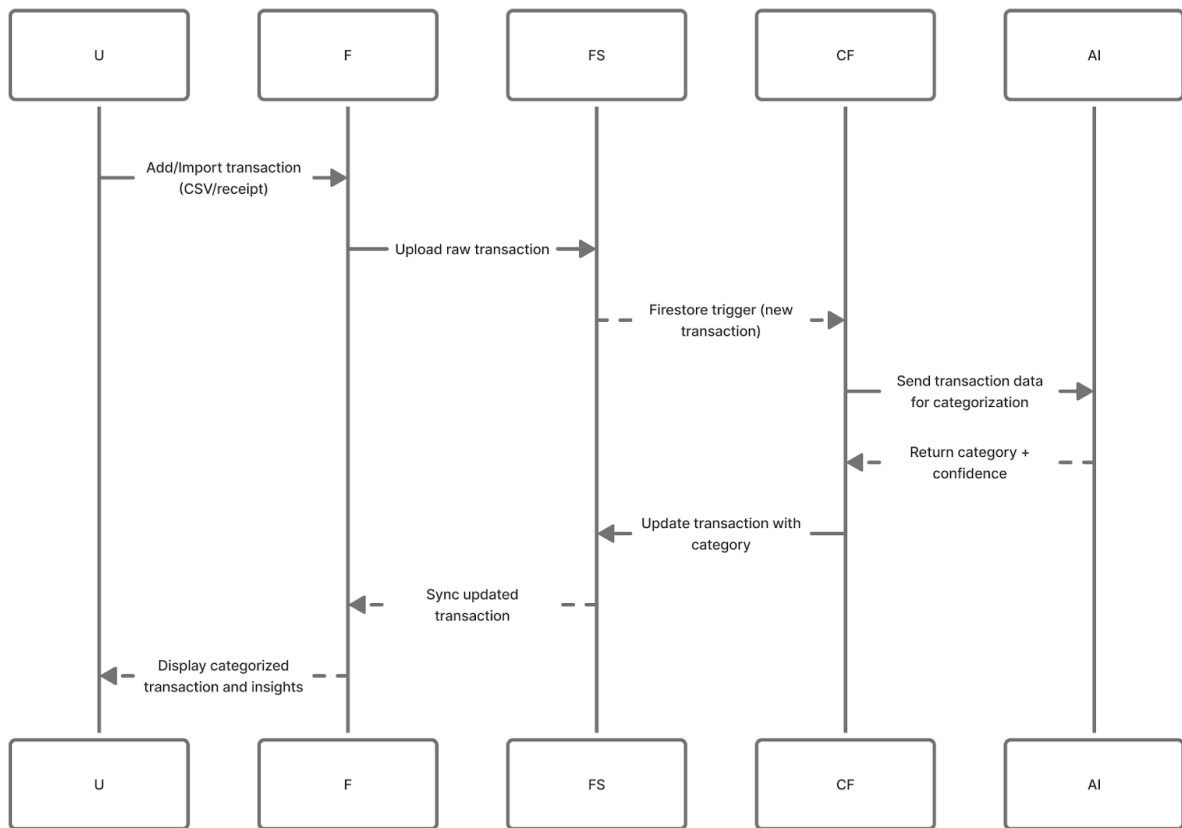 U
F
FS
CF
AI
Add/Import transaction
(CSV/receipt)
Upload raw transaction
Firestore trigger (new
transaction)
Send transaction data
for categorization
Return category +
confidence
Update transaction with
category
Sync updated
transaction
Display categorized
transaction and insights
U
F
FS
CF
AI